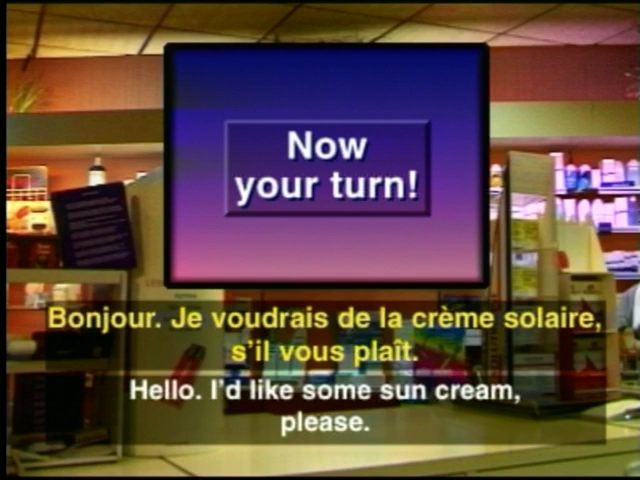 Now
your turn!
Bonjour. Je voudrais de la crème solaire,
s'il vous plaît.
Hello. I'd like some sun cream,
please.